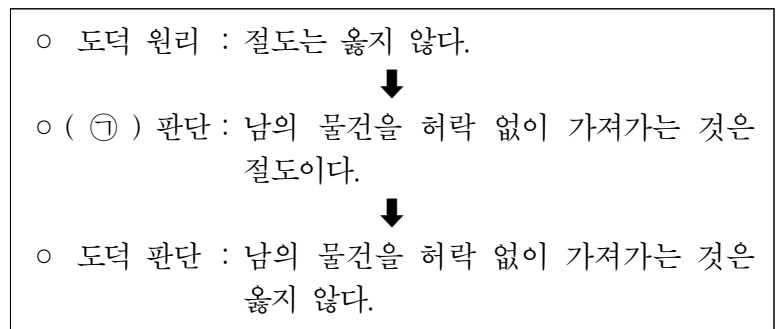 ○ 도덕 원리 : 절도는 옳지 않다.
○ ( ㉠ ) 판단 : 남의 물건을 허락 없이 가져가는 것은
절도이다.
○ 도덕 판단 : 남의 물건을 허락 없이 가져가는 것은
옳지 않다.